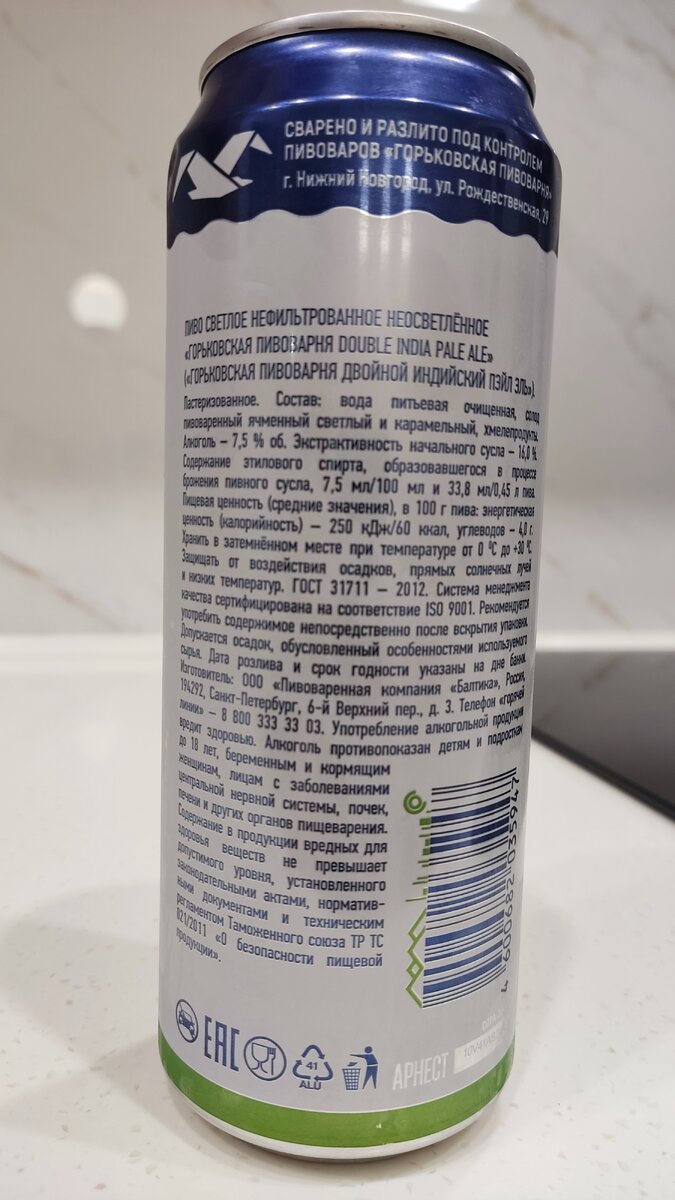 СВАРЕНО И РАЗЛИТО ПОД КОНТРОЛЕМ
ПИВОВАРОВ «ГОРЬКОВСКАЯ ПИВОВАРНЯ»
г. Нижний Новгород, ул. Рождественская, 29
ПИВО СВЕТЛОЕ НЕФИЛЬТРОВАННОЕ НЕОСВЕТЛЁННОЕ
«ГОРЬКОВСКАЯ ПИВОВАРНЯ DOUBLE INDIA PALE ALE»
(«ГОРЬКОВСКАЯ ПИВОВАРНЯ ДВОЙНОЙ ИНДИЙСКИЙ ПЭЙЛ ЭЛЬ»).
Пастеризованное. Состав: вода питьевая очищенная, солод
пивоваренный ячменный светлый и карамельный, хмелепродукты.
Алкоголь – 7,5 % об. Экстрактивность начального сусла – 16,0 %.
Содержание этилового спирта, образовавшегося в процессе
брожения пивного сусла, 7,5 мл/100 мл и 33,8 мл/0,45 л пива.
Пищевая ценность (средние значения), в 100 г пива: энергетическая
ценность (калорийность) – 250 кДж/60 ккал, углеводов – 4,0 г.
Хранить в затемнённом месте при температуре от 0 °С до +30 °С.
Защищать от воздействия осадков, прямых солнечных лучей
и низких температур. ГОСТ 31711 – 2012. Система менеджмента
качества сертифицирована на соответствие ISO 9001. Рекомендуется
употребить содержимое непосредственно после вскрытия упаковки.
Допускается осадок, обусловленный особенностями используемого
сырья. Дата розлива и срок годности указаны на дне банки.
Изготовитель: ООО «Пивоваренная компания «Балтика», Россия,
194292, Санкт-Петербург, 6-й Верхний пер., д. 3. Телефон «горячей
линии» – 8 800 333 33 03. Употребление алкогольной продукции
вредит здоровью. Алкоголь противопоказан детям и подросткам
до 18 лет, беременным и кормящим
женщинам, лицам с заболеваниями
центральной нервной системы, почек,
печени и других органов пищеварения.
Содержание в продукции вредных для
здоровья веществ не превышает
допустимого уровня, установленного
законодательными актами, норматив-
ными документами и техническим
регламентом Таможенного союза ТР ТС
021/2011 «О безопасности пищевой
продукции».
4 600682 035947
ЕАС
41
ALU
АРНЕСТ